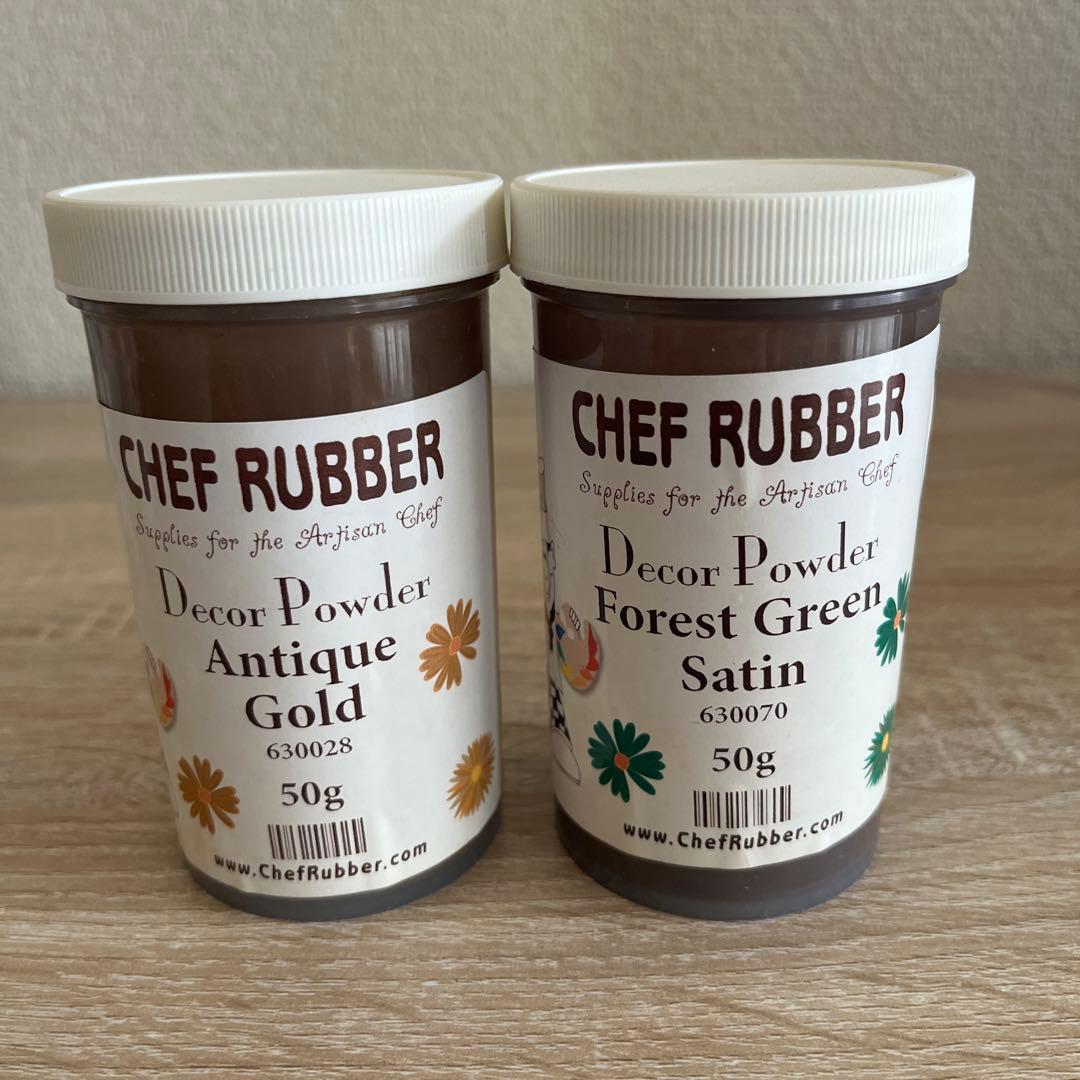 CHEF RUBBER
Supplies for the Artisan Chef
Decor Powder
Antique
Gold
630028
50g
www.ChefRubber.com
CHEF RUBBER
Supplies for the Artisan Chef
Decor Powder
Forest Green
Satin
630070
50g
www.ChefRubber.com